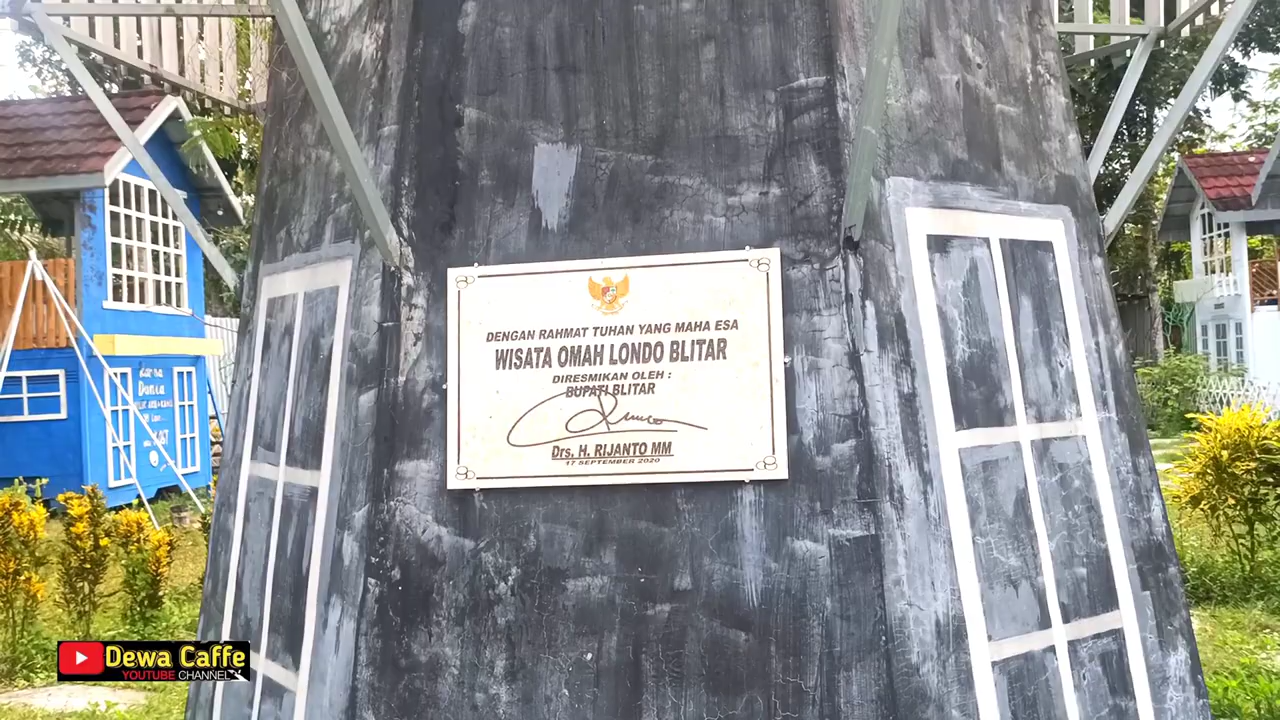 DENGAN RAHMAT TUHAN YANG MAHA ESA
WISATA OMAH LONDO BLITAR
DIRESMIKAN OLEH :
BUPATI BLITAR
Drs, H. RIJANTO MM
17 SEPTEMBER 2020
Dewa Caffe
YOUTUBE CHANNEL